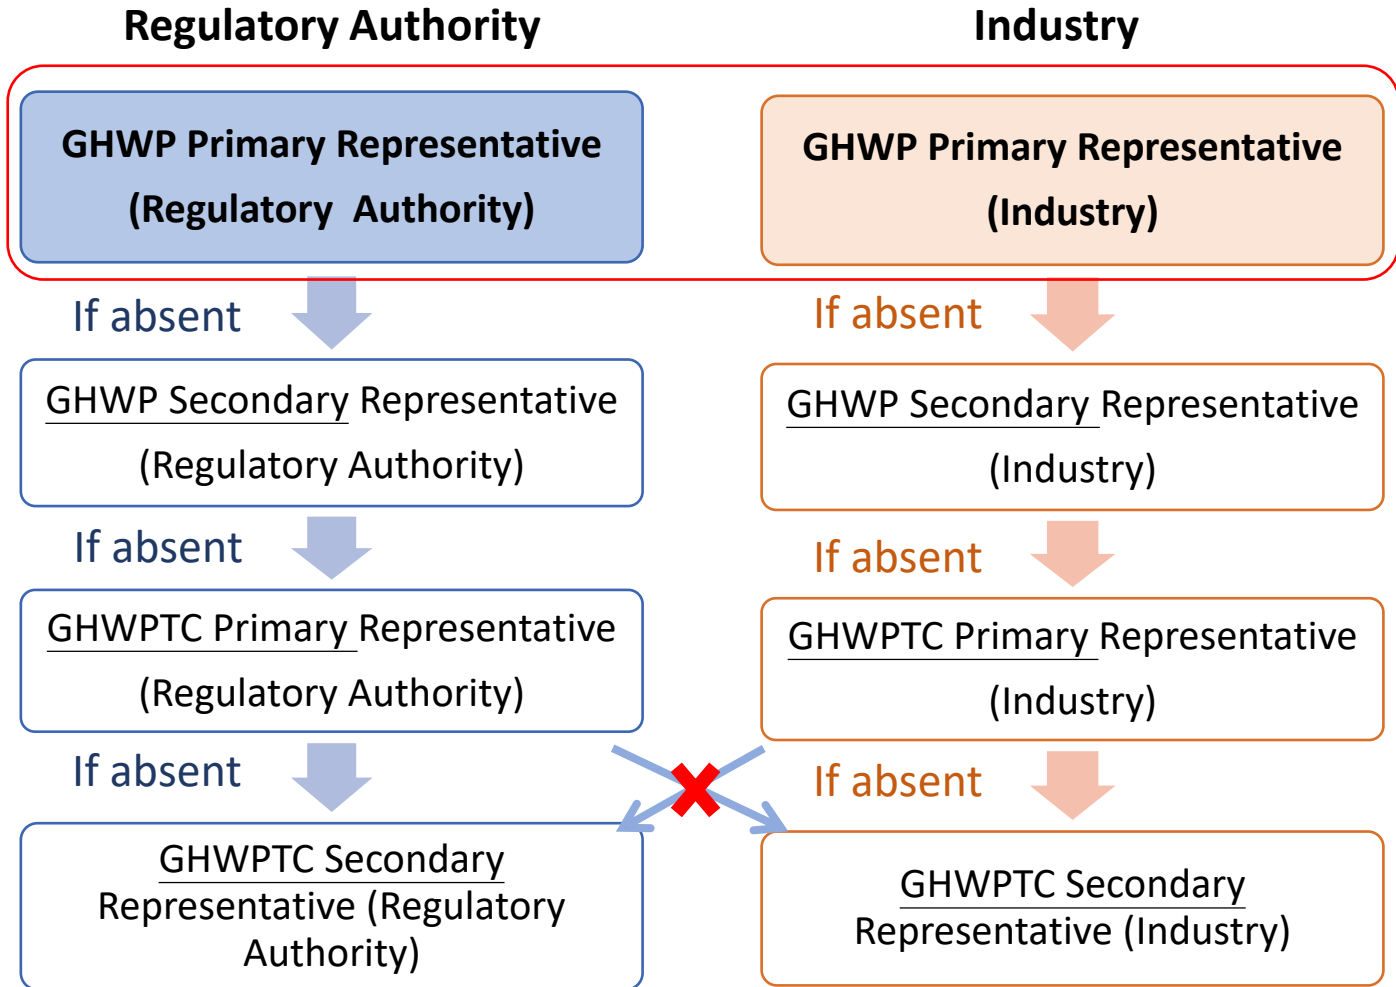 Regulatory Authority
Industry
GHWP Primary Representative
(Regulatory Authority)
GHWP Primary Representative
(Industry)
If absent
If absent
GHWP Secondary Representative
(Regulatory Authority)
GHWP Secondary Representative
(Industry)
If absent
If absent
GHWPTC Primary Representative
(Regulatory Authority)
GHWPTC Primary Representative
(Industry)
If absent
If absent
GHWPTC Secondary
Representative (Regulatory
Authority)
GHWPTC Secondary
Representative (Industry)